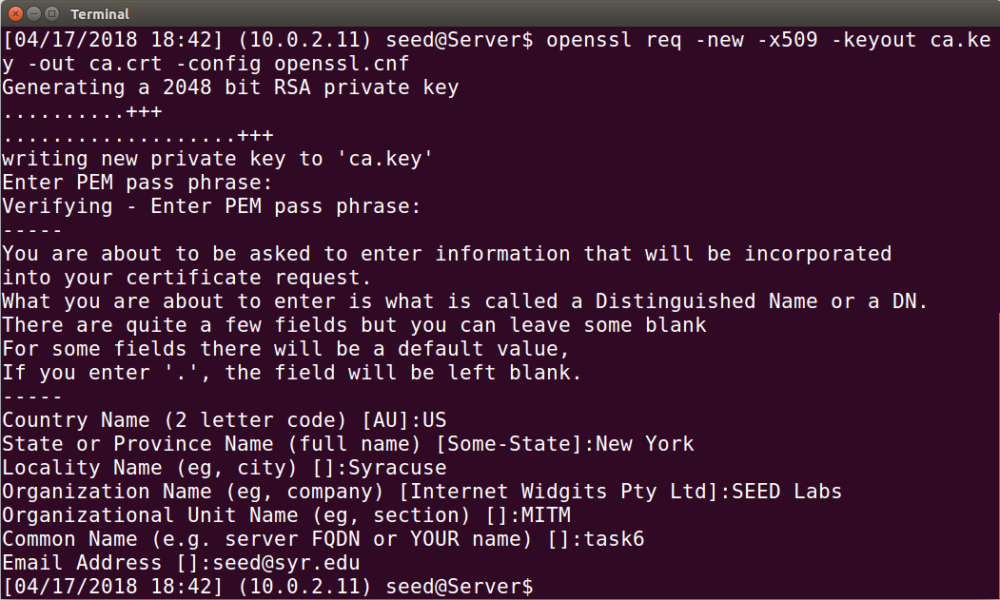 Terminal
[04/17/2018 18:42] (10.0.2.11) seed@Server$ openssl req -new -x509 -keyout ca.ke
y -out ca.crt -config openssl.cnf
Generating a 2048 bit RSA private key
..........+++
...................+++
writing new private key to 'ca.key'
Enter PEM pass phrase:
Verifying - Enter PEM pass phrase:
-----
You are about to be asked to enter information that will be incorporated
into your certificate request.
What you are about to enter is what is called a Distinguished Name or a DN.
There are quite a few fields but you can leave some blank
For some fields there will be a default value,
If you enter '.', the field will be left blank.
-----
Country Name (2 letter code) [AU]:US
State or Province Name (full name) [Some-State]:New York
Locality Name (eg, city) []:Syracuse
Organization Name (eg, company) [Internet Widgits Pty Ltd]:SEED Labs
Organizational Unit Name (eg, section) []:MITM
Common Name (e.g. server FQDN or YOUR name) []:task6
Email Address []:seed@syr.edu
[04/17/2018 18:42] (10.0.2.11) seed@Server$